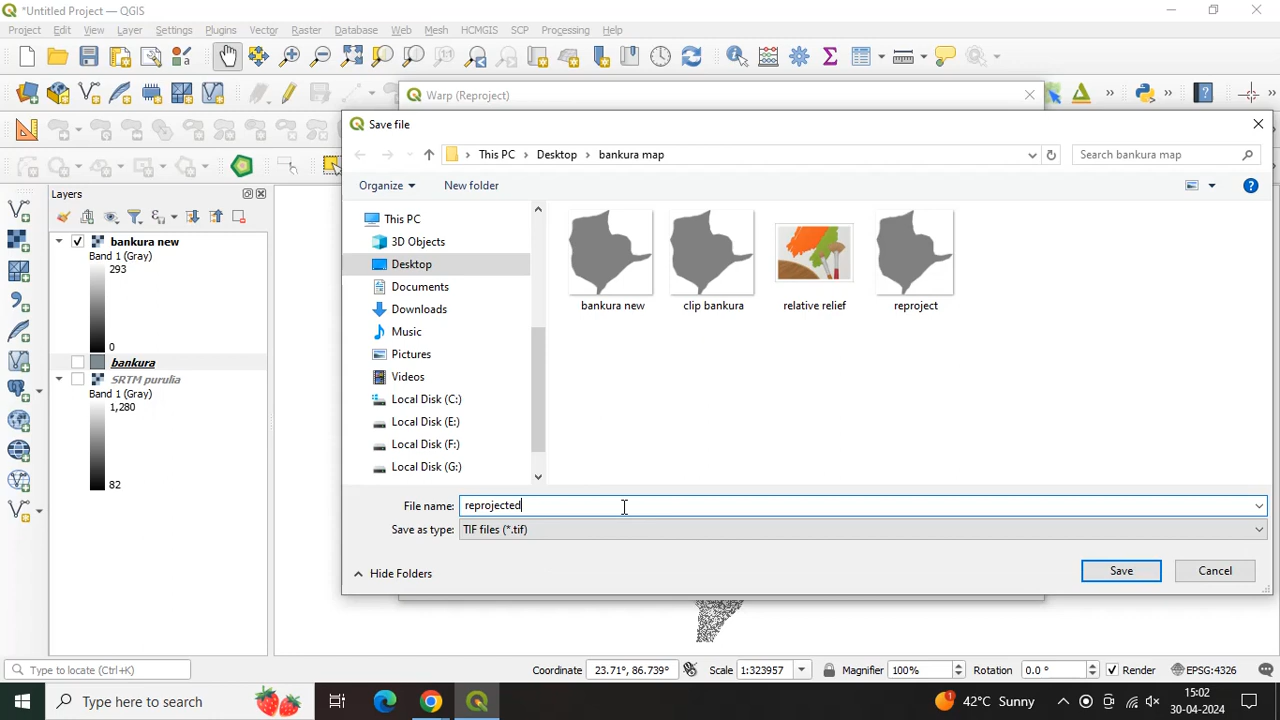 *Untitled Project — QGIS
Project Edit View Layer Settings Plugins Vector Raster Database Web Mesh HCMGIS SCP Processing Help
Warp (Reproject)
Save file
This PC > Desktop > bankura map
Search bankura map
Organize
New folder
Layers
This PC
3D Objects
Desktop
Documents
Downloads
Music
Pictures
Videos
Local Disk (C:)
Local Disk (E:)
Local Disk (F:)
Local Disk (G:)
bankura new
Band 1 (Gray)
293
0
bankura
SRTM purulia
Band 1 (Gray)
1,280
82
bankura new
clip bankura
relative relief
reproject
File name: reprojected
Save as type: TIF files (*.tif)
Hide Folders
Save
Cancel
Type to locate (Ctrl+K)
Coordinate 23.71°, 86.739° Scale 1:323957 Magnifier 100% Rotation 0.0 ° Render EPSG:4326
Type here to search
42°C Sunny
15:02
30-04-2024